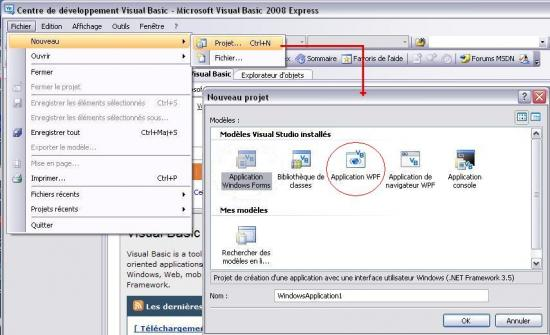 Centre de développement Visual Basic - Microsoft Visual Basic 2008 Express
Fichier Edition Affichage Outils Fenêtre ?
Nouveau
Projet... Ctrl+N
Ouvrir
Fichier...
Sommaire Favoris de l'aide Forums MSDN
Fermer
Visual Basic Explorateur d'objets
Fermer le projet
Enregistrer les éléments sélectionnés Ctrl+S
Enregistrer les éléments sélectionnés sous...
Enregistrer tout Ctrl+Maj+S
Exporter le modèle...
Mise en page...
Imprimer... Ctrl+P
Fichiers récents
Projets récents
Quitter
Nouveau projet
Modèles :
Modèles Visual Studio installés
Application Windows Forms
Bibliothèque de classes
Application WPF
Application de navigateur WPF
Application console
Mes modèles
Rechercher des modèles en li...
Projet de création d'une application avec une interface utilisateur Windows (.NET Framework 3.5)
Nom : WindowsApplication1
OK Annuler
Visual Basic
Visual Basic is a tool
oriented applications
Windows, Web, mob
Framework.
Les dernières
[ Téléchargemen